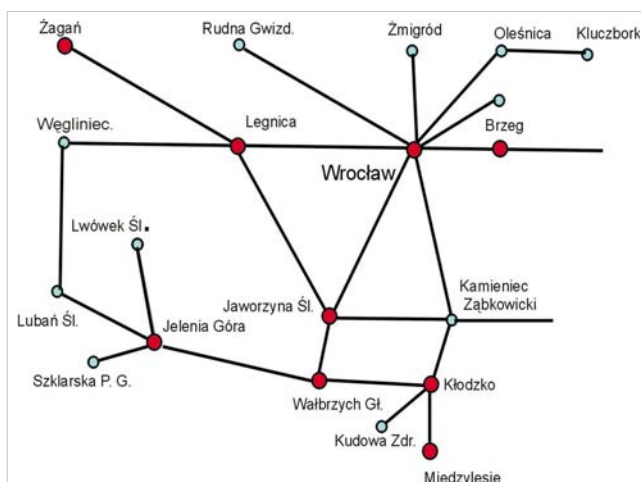 Żagań
Rudna Gwizd.
Żmigród
Oleśnica
Kluczbork
Węgliniec.
Legnica
Brzeg
Wrocław
Lwówek Śl.
Lubań Śl.
Jelenia Góra
Jaworzyna Śl.
Kamieniec
Ząbkowicki
Szklarska P. G.
Wałbrzych Gł.
Kłodzko
Kudowa Zdr.
Międzylesie